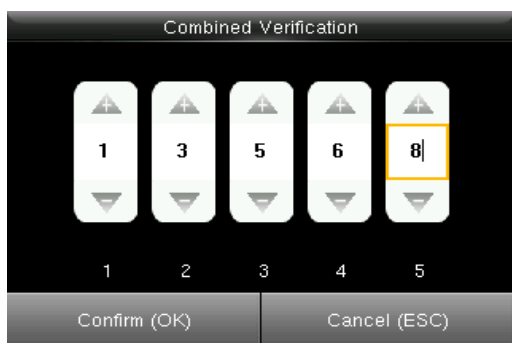 Combined Verification
+ + + + +
1 3 5 6 8
- - - - -
1 2 3 4 5
Confirm (OK) Cancel (ESC)